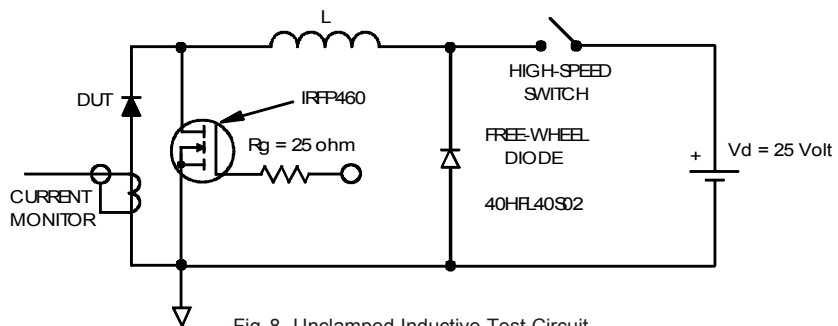 L
HIGH-SPEED
SWITCH
DUT
IRFP460
Rg = 25 ohm
FREE-WHEEL
DIODE
40HFL40S02
+
Vd = 25 Volt
CURRENT
MONITOR
Fig. 8- Unclamped Inductive Test Circuit